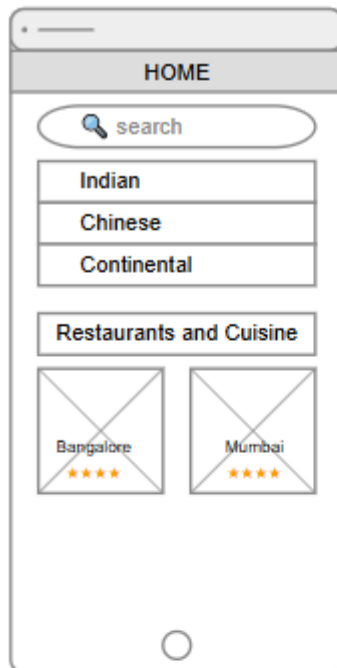 HOME
search
Indian
Chinese
Continental
Restaurants and Cuisine
Bangalore
Mumbai